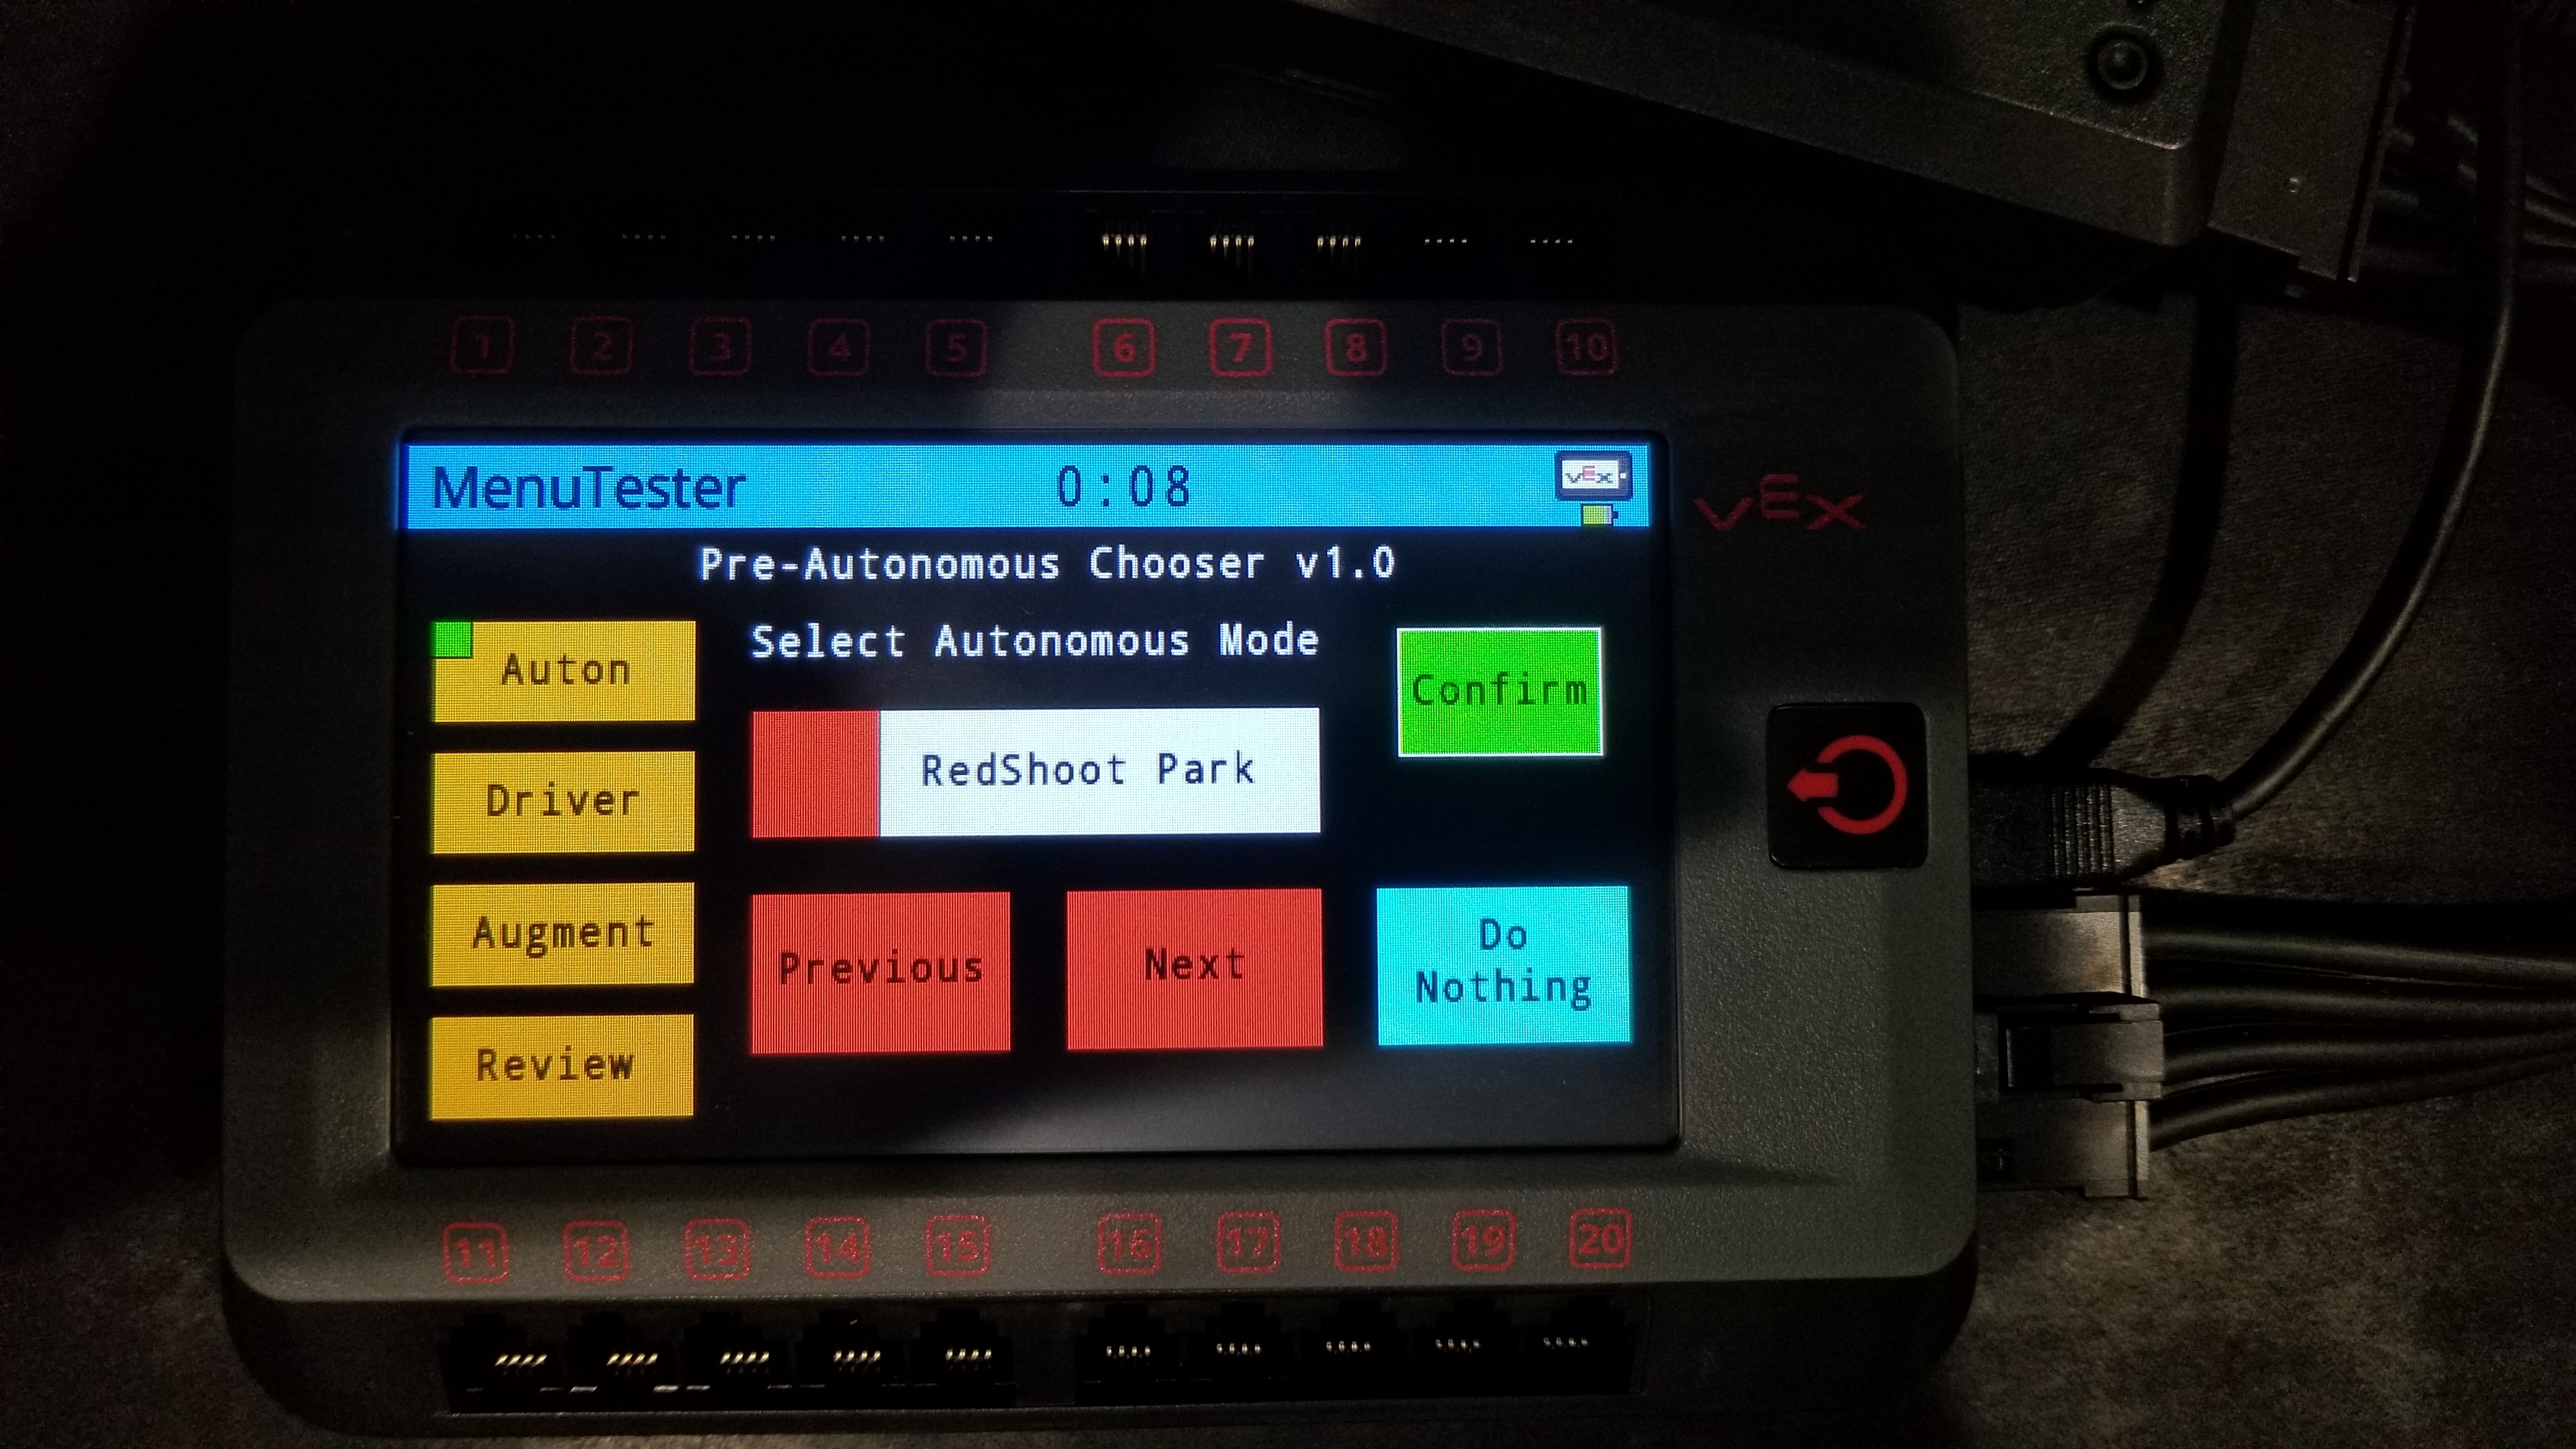 1 2 3 4 5 6 7 8 9 10
MenuTester 0:08 vex
vex
Pre-Autonomous Chooser v1.0
Select Autonomous Mode
Auton
Driver
Augment
Review
RedShoot Park
Previous
Next
Confirm
Do
Nothing
11 12 13 14 15 16 17 18 19 20